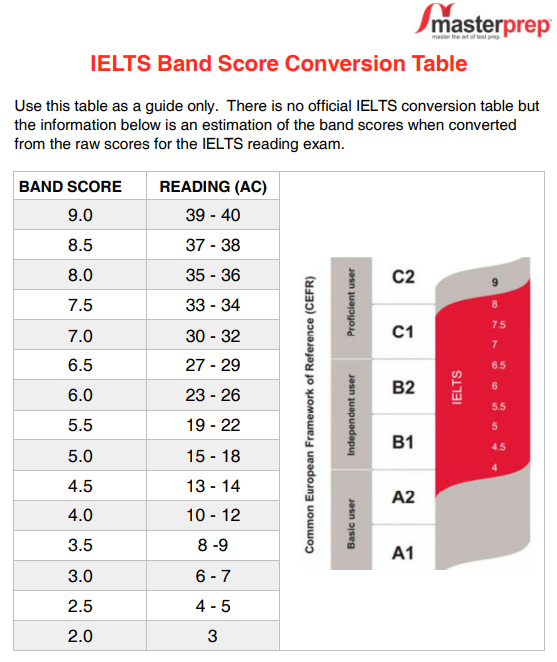 masterprep
master the art of test prep
IELTS Band Score Conversion Table
Use this table as a guide only. There is no official IELTS conversion table but
the information below is an estimation of the band scores when converted
from the raw scores for the IELTS reading exam.
BAND SCORE READING (AC)
9.0 39 - 40
8.5 37 - 38
8.0 35 - 36
7.5 33 - 34
7.0 30 - 32
6.5 27 - 29
6.0 23 - 26
5.5 19 - 22
5.0 15 - 18
4.5 13 - 14
4.0 10 - 12
3.5 8 -9
3.0 6 - 7
2.5 4 - 5
2.0 3
Common European Framework of Reference (CEFR)
Proficient user
Independent user
Basic user
C2
C1
B2
B1
A2
A1
IELTS
9
8
7.5
7
6.5
6
5.5
5
4.5
4